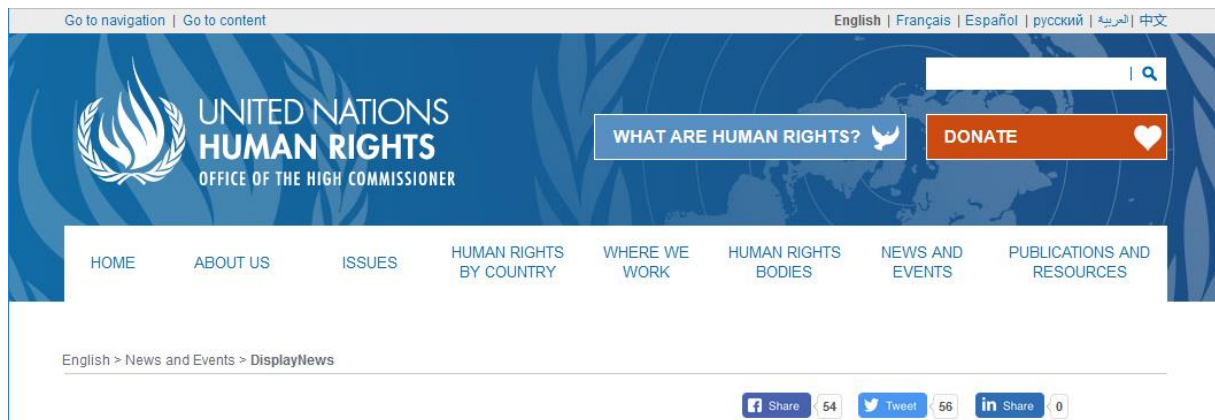 Go to navigation | Go to content
English | Français | Español | русский | العربية | 中文
UNITED NATIONS
HUMAN RIGHTS
OFFICE OF THE HIGH COMMISSIONER
WHAT ARE HUMAN RIGHTS?
DONATE
HOME
ABOUT US
ISSUES
HUMAN RIGHTS
BY COUNTRY
WHERE WE
WORK
HUMAN RIGHTS
BODIES
NEWS AND
EVENTS
PUBLICATIONS AND
RESOURCES
English > News and Events > DisplayNews
Share 54 Tweet 56 in Share 0